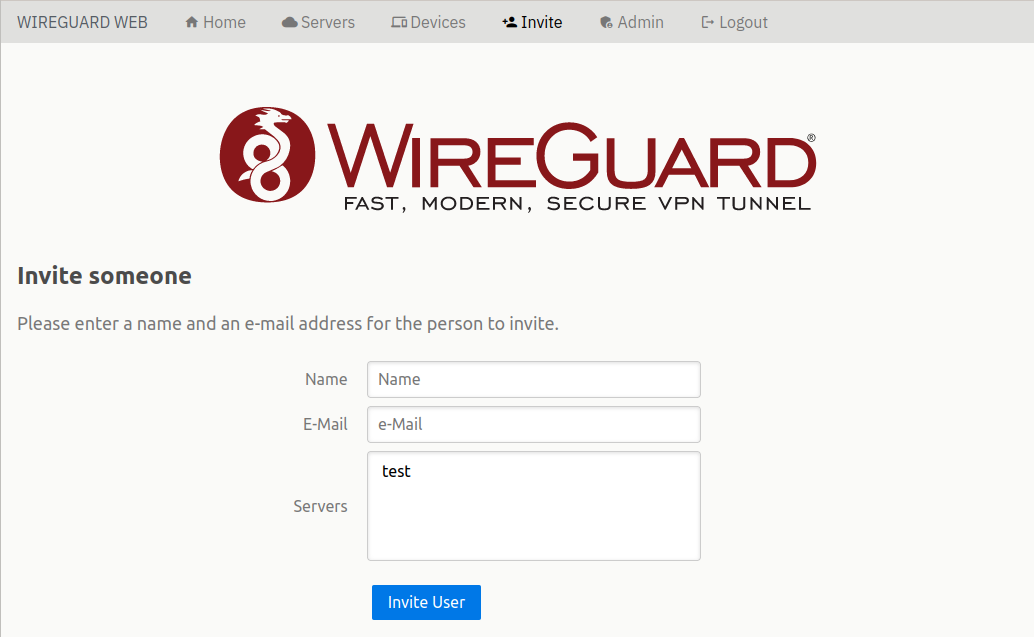 WIREGUARD WEB Home Servers Devices Invite Admin Logout
WIREGUARD®
FAST, MODERN, SECURE VPN TUNNEL
Invite someone
Please enter a name and an e-mail address for the person to invite.
Name Name
E-Mail e-Mail
test
Servers
Invite User